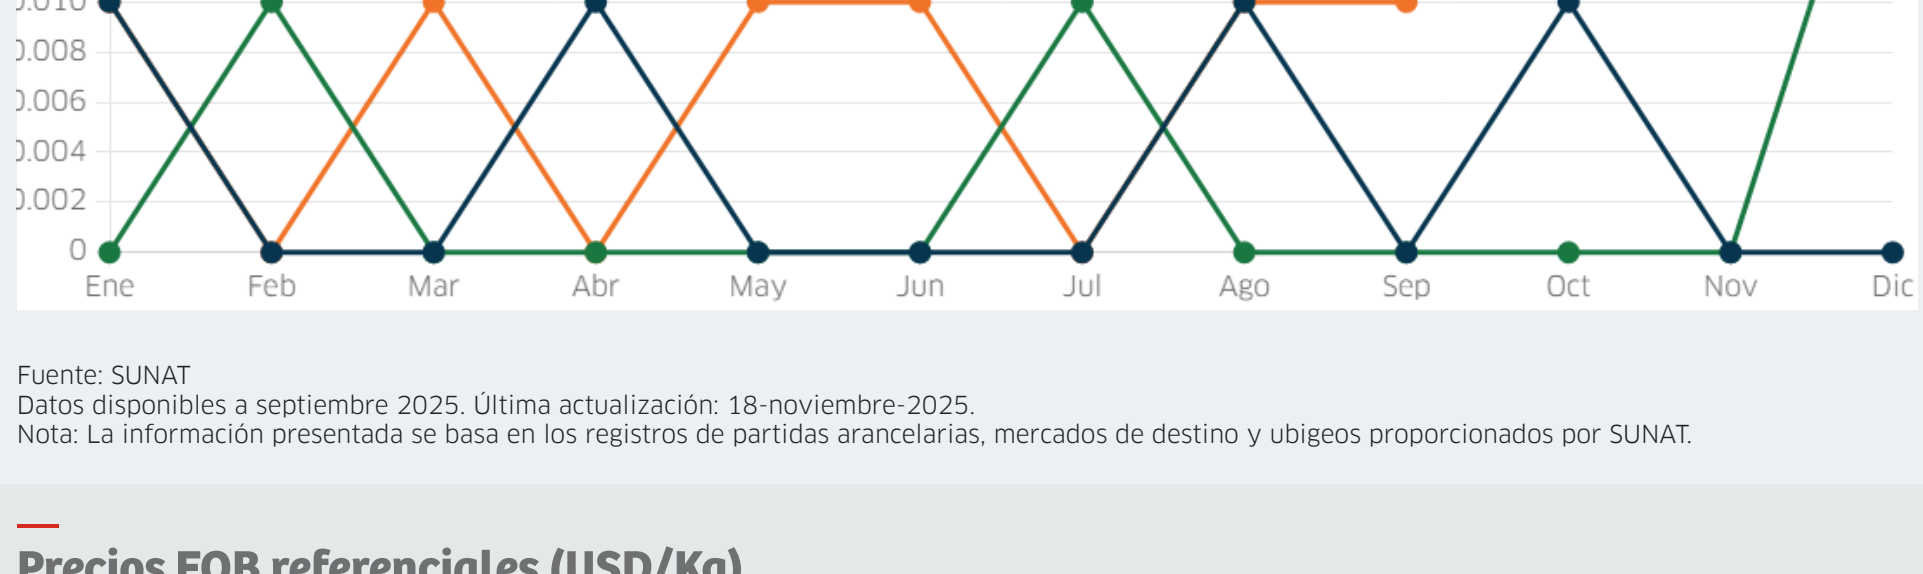 0.010
0.008
0.006
0.004
0.002
0
Ene Feb Mar Abr May Jun Jul Ago Sep Oct Nov Dic
Fuente: SUNAT
Datos disponibles a septiembre 2025. Última actualización: 18-noviembre-2025.
Nota: La información presentada se basa en los registros de partidas arancelarias, mercados de destino y ubigeos proporcionados por SUNAT.
Precios FOB referenciales (USD/Kg)